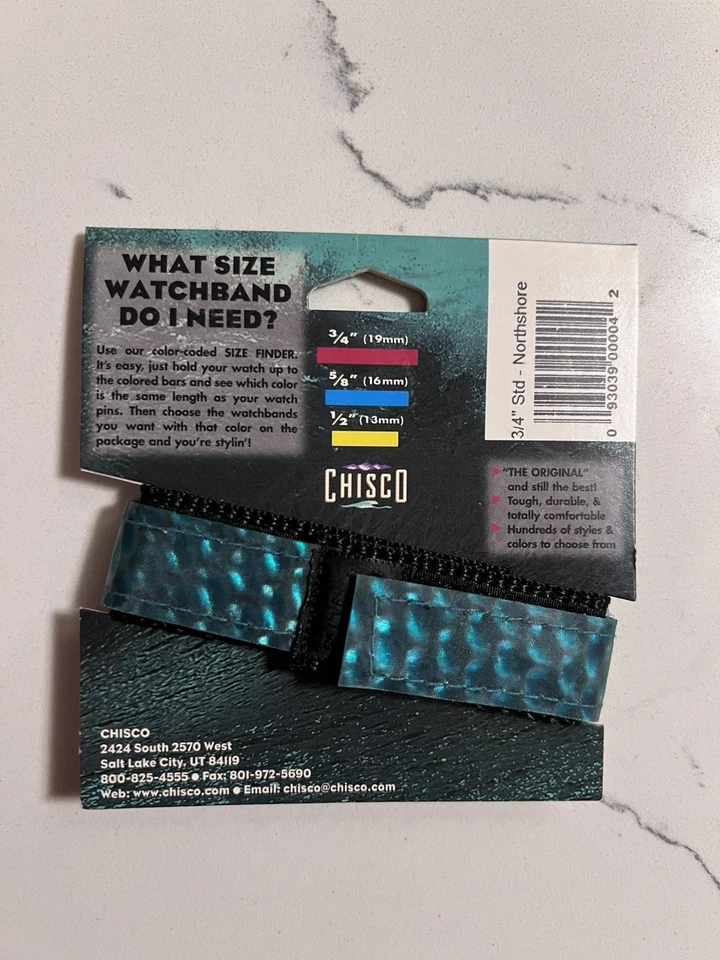 WHAT SIZE
WATCHBAND
DO I NEED?
Use our color-coded SIZE FINDER.
It's easy, just hold your watch up to
the colored bars and see which color
is the same length as your watch
pins. Then choose the watchbands
you want with that color on the
package and you're stylin'!
3/4" (19mm)
5/8" (16mm)
1/2" (13mm)
CHISCO
3/4" Std - Northshore
0 93039 00004 2
"THE ORIGINAL"
and still the best!
Tough, durable, &
totally comfortable
Hundreds of styles &
colors to choose from
CHISCO
2424 South 2570 West
Salt Lake City, UT 84119
800-825-4555 ● Fax: 801-972-5690
Web: www.chisco.com ● Email: chisco@chisco.com